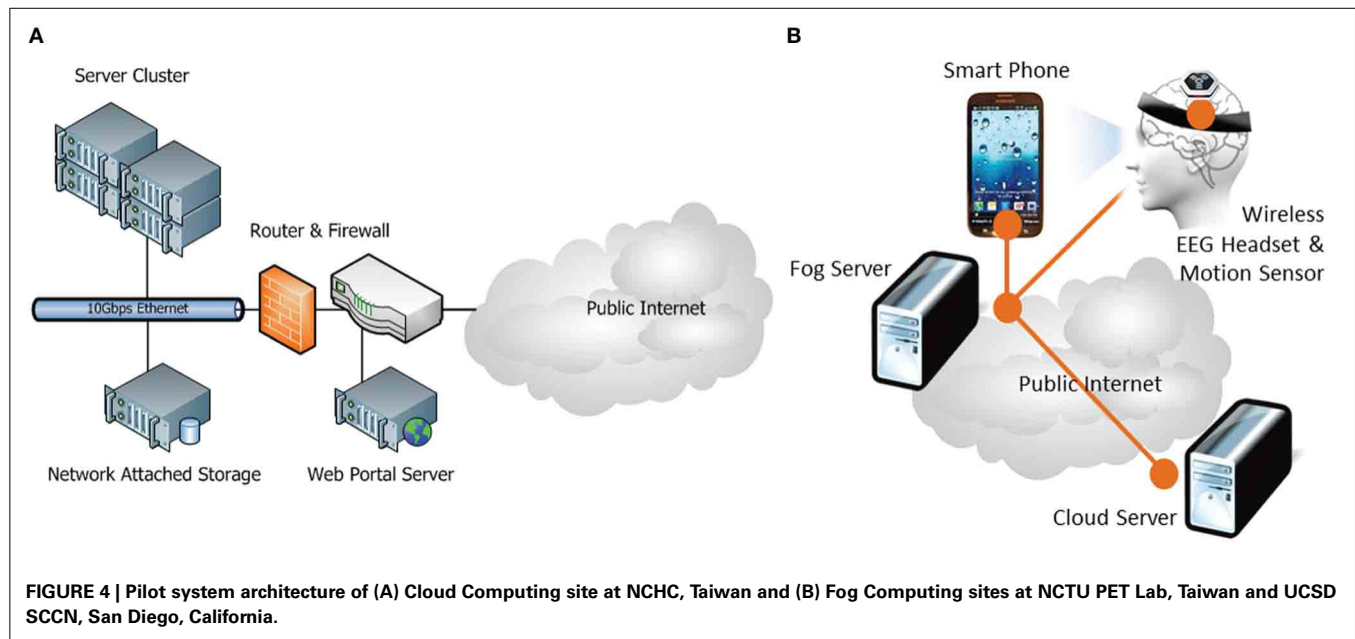 A
Server Cluster
Router & Firewall
10Gbps Ethernet
Public Internet
Network Attached Storage
Web Portal Server
B
Smart Phone
Wireless
EEG Headset &
Motion Sensor
Fog Server
Public Internet
Cloud Server
FIGURE 4 | Pilot system architecture of (A) Cloud Computing site at NCHC, Taiwan and (B) Fog Computing sites at NCTU PET Lab, Taiwan and UCSD
SCCN, San Diego, California.